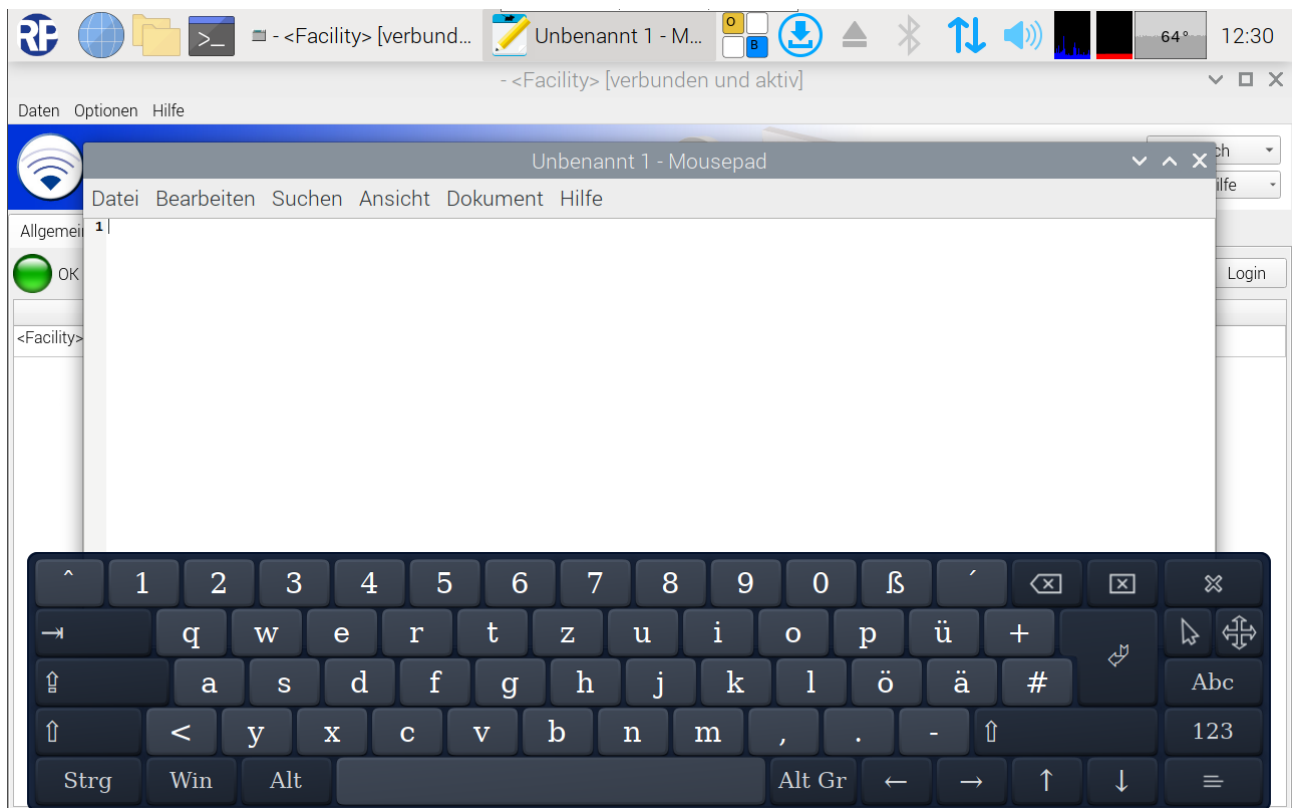 >_ - <Facility> [verbund... Unbenannt 1 - M... O B 64° 12:30
- <Facility> [verbunden und aktiv]
Daten Optionen Hilfe
ch
Unbenannt 1 - Mousepad
ilfe
Datei Bearbeiten Suchen Ansicht Dokument Hilfe
Allgemei
1
OK Login
<Facility>
^ 1 2 3 4 5 6 7 8 9 0 ß ´
q w e r t z u i o p ü +
a s d f g h j k l ö ä # Abc
< y x c v b n m , . - 123
Strg Win Alt Alt Gr ← → ↑ ↓